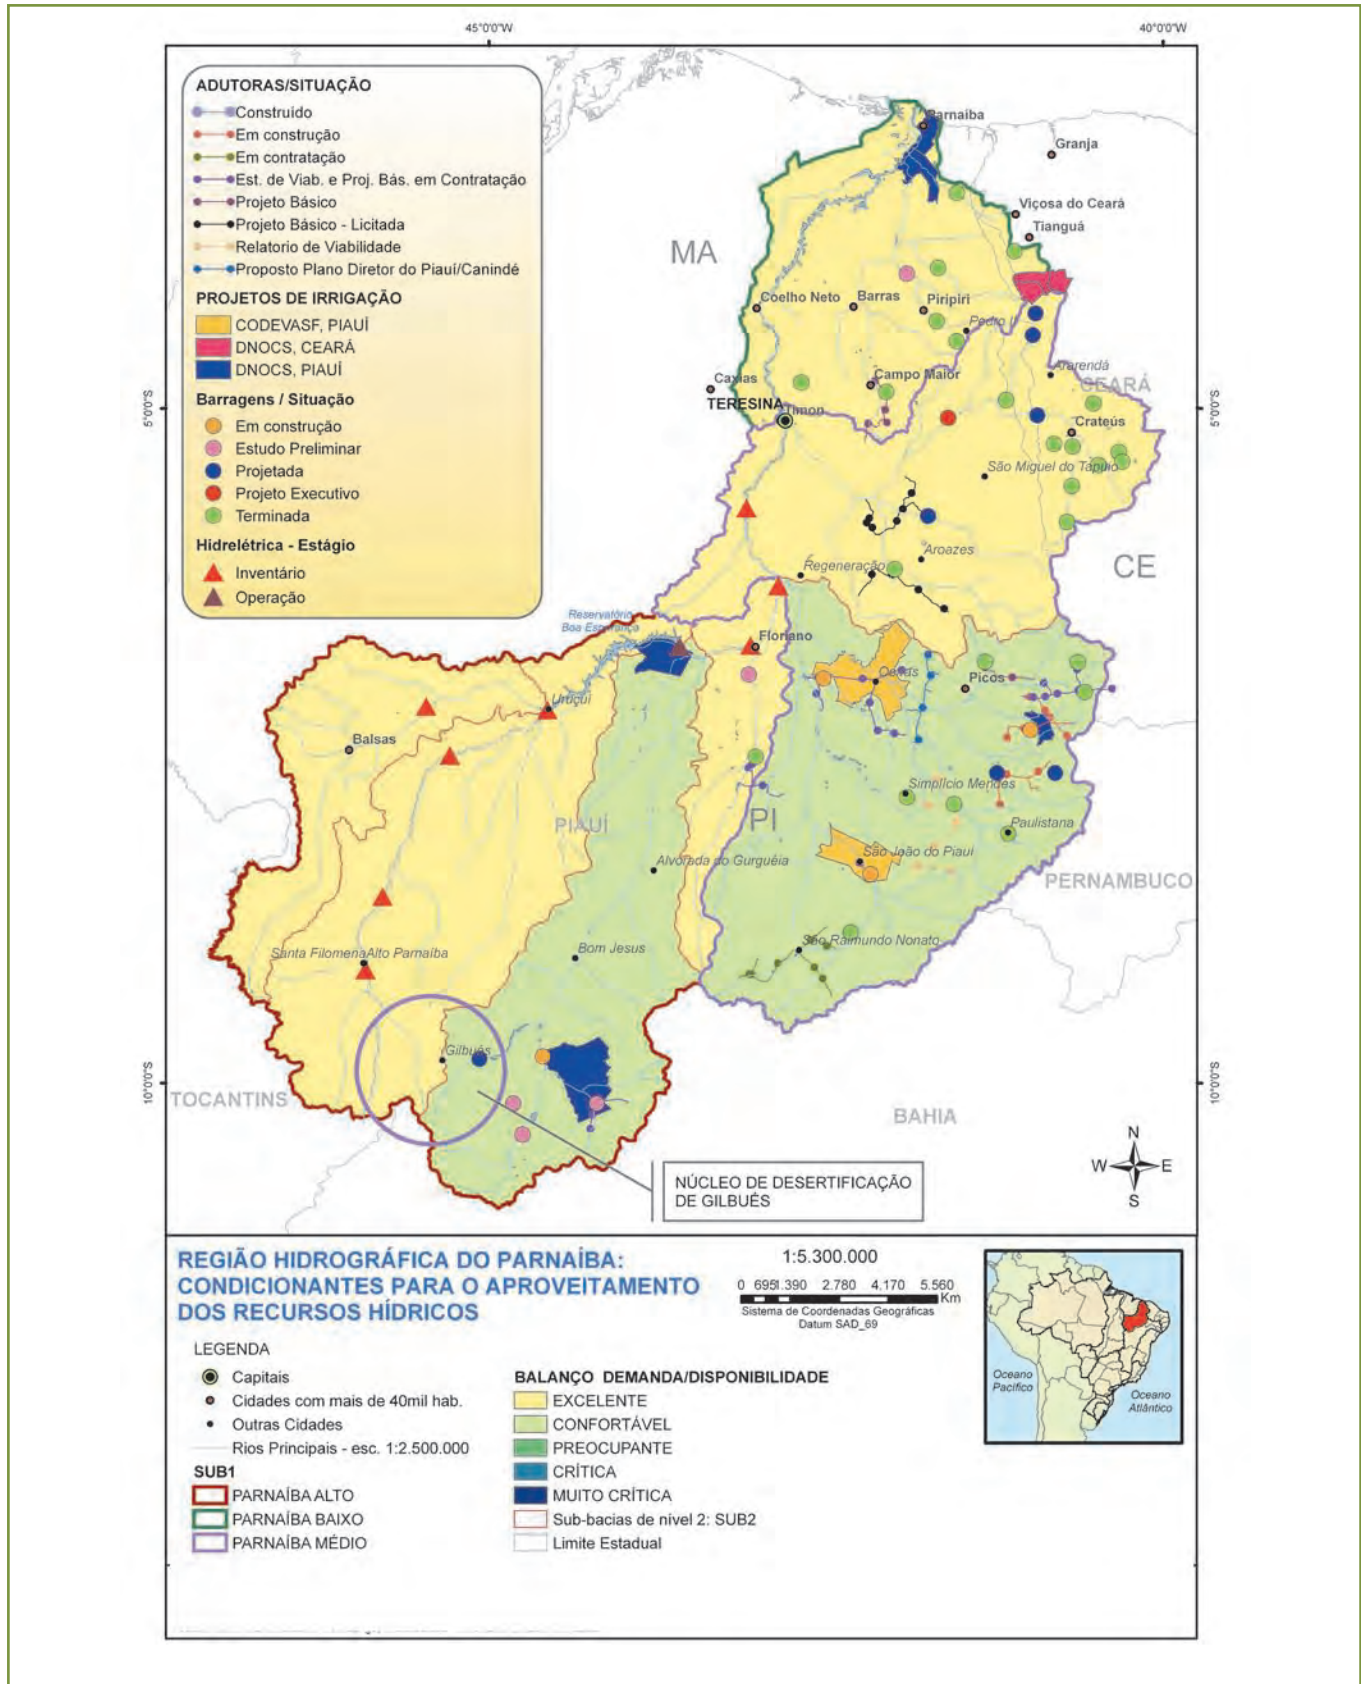 45°0'0"W
40°0'0"W
ADUTORAS/SITUAÇÃO
Construido
Em construção
Em contratação
Est. de Viab. e Proj. Bás. em Contratação
Projeto Básico
Projeto Básico - Licitada
Relatorio de Viabilidade
Proposto Plano Diretor do Piauí/Canindé
PROJETOS DE IRRIGAÇÃO
CODEVASF, PIAUÍ
DNOCS, CEARÁ
DNOCS, PIAUÍ
Barragens / Situação
Em construção
Estudo Preliminar
Projetada
Projeto Executivo
Terminada
Hidrelétrica - Estágio
Inventário
Operação
Parnaíba
Granja
Viçosa do Ceará
Tianguá
MA
Coelho Neto
Barras
Piripiri
Pedro II
Caxias
Campo Maior
Ararendá
CEARÁ
TERESINA
Timon
Crateús
5°0'0"S
5°0'0"S
São Miguel do Tapuio
Aroazes
Regeneração
CE
Reservatório
Boa Esperança
Floriano
Oeiras
Picos
Uruçuí
Balsas
Simplício Mendes
PIAUÍ
PI
Paulistana
Alvorada do Gurguéia
São João do Piauí
PERNAMBUCO
Santa Filomena
Alto Parnaíba
Bom Jesus
São Raimundo Nonato
Gilbués
10°0'0"S
10°0'0"S
TOCANTINS
BAHIA
N
W
E
S
NÚCLEO DE DESERTIFICAÇÃO
DE GILBUÉS
REGIÃO HIDROGRÁFICA DO PARNAÍBA:
CONDICIONANTES PARA O APROVEITAMENTO
DOS RECURSOS HÍDRICOS
1:5.300.000
0 695 1.390 2.780 4.170 5.560
Km
Sistema de Coordenadas Geográficas
Datum SAD_69
LEGENDA
Capitais
Cidades com mais de 40mil hab.
Outras Cidades
Rios Principais - esc. 1:2.500.000
SUB1
PARNAÍBA ALTO
PARNAÍBA BAIXO
PARNAÍBA MÉDIO
BALANÇO DEMANDA/DISPONIBILIDADE
EXCELENTE
CONFORTÁVEL
PREOCUPANTE
CRÍTICA
MUITO CRÍTICA
Sub-bacias de nível 2: SUB2
Limite Estadual
Oceano
Pacífico
Oceano
Atlântico